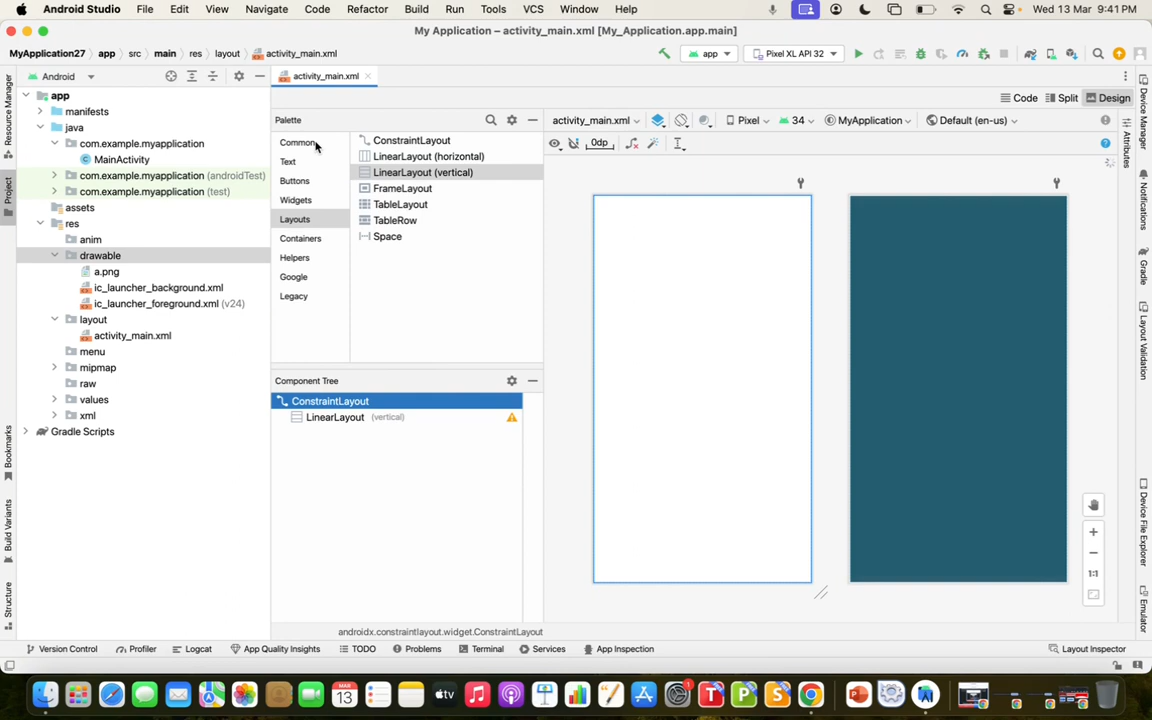 Android Studio File Edit View Navigate Code Refactor Build Run Tools VCS Window Help Wed 13 Mar 9:41 PM
My Application – activity_main.xml [My_Application.app.main]
MyApplication27 app src main res layout activity_main.xml app Pixel XL API 32
Android activity_main.xml
Code Split Design
Palette activity_main.xml Pixel 34 MyApplication Default (en-us)
0dp
Common
Text
Buttons
Widgets
Layouts
Containers
Helpers
Google
Legacy
ConstraintLayout
LinearLayout (horizontal)
LinearLayout (vertical)
FrameLayout
TableLayout
TableRow
Space
app
manifests
java
com.example.myapplication
MainActivity
com.example.myapplication (androidTest)
com.example.myapplication (test)
assets
res
anim
drawable
a.png
ic_launcher_background.xml
ic_launcher_foreground.xml (v24)
layout
activity_main.xml
menu
mipmap
raw
values
xml
Gradle Scripts
Component Tree
ConstraintLayout
LinearLayout (vertical)
androidx.constraintlayout.widget.ConstraintLayout
1:1
Resource Manager
Project
Bookmarks
Build Variants
Structure
Device Manager
Attributes
Notifications
Gradle
Layout Validation
Device File Explorer
Emulator
Version Control Profiler Logcat App Quality Insights TODO Problems Terminal Services App Inspection Layout Inspector
MAR
13
tv
1
T P S